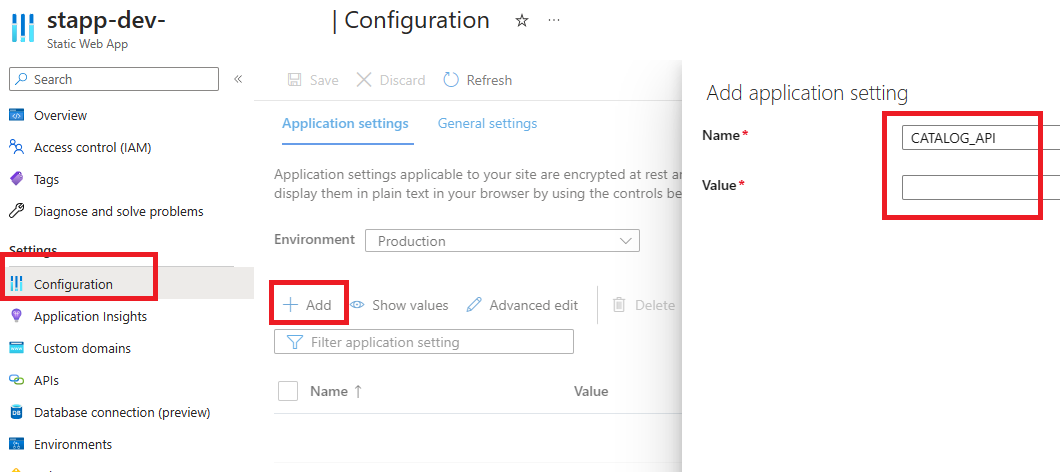 stapp-dev-
| Configuration
Static Web App
Search
Overview
Access control (IAM)
Tags
Diagnose and solve problems
Settings
Configuration
Application Insights
Custom domains
APIs
Database connection (preview)
Environments
Save Discard Refresh
Application settings General settings
Application settings applicable to your site are encrypted at rest
display them in plain text in your browser by using the controls
Environment Production
Add Show values Advanced edit Delete
Filter application setting
Name ↑ Value
Add application setting
Name*
CATALOG_API
Value*